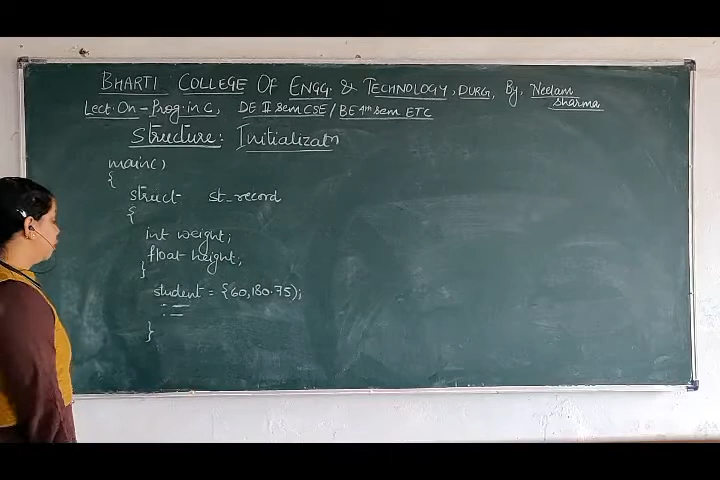 BHARTI COLLEGE OF ENGG. & TECHNOLOGY, DURG, By, Neelam Sharma
Lect. On - Prog. in C, DE II sem CSE / BE 4th sem ETC
Structure: Initializatn
main()
{
struct st_record
{
int weight;
float height;
}
student = {60,180.75};
}